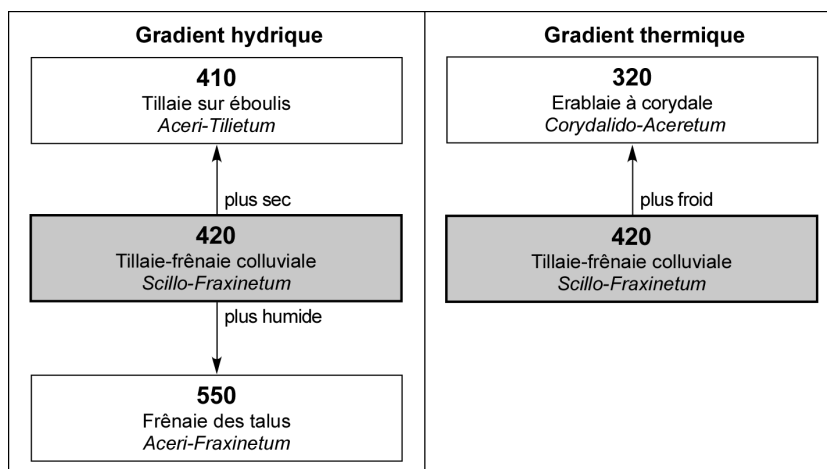 Gradient hydrique
410
Tillaie sur éboulis
Aceri-Tilietum
plus sec
420
Tillaie-frênaie colluviale
Scillo-Fraxinetum
plus humide
550
Frênaie des talus
Aceri-Fraxinetum
Gradient thermique
320
Erablaie à corydale
Corydalido-Aceretum
plus froid
420
Tillaie-frênaie colluviale
Scillo-Fraxinetum